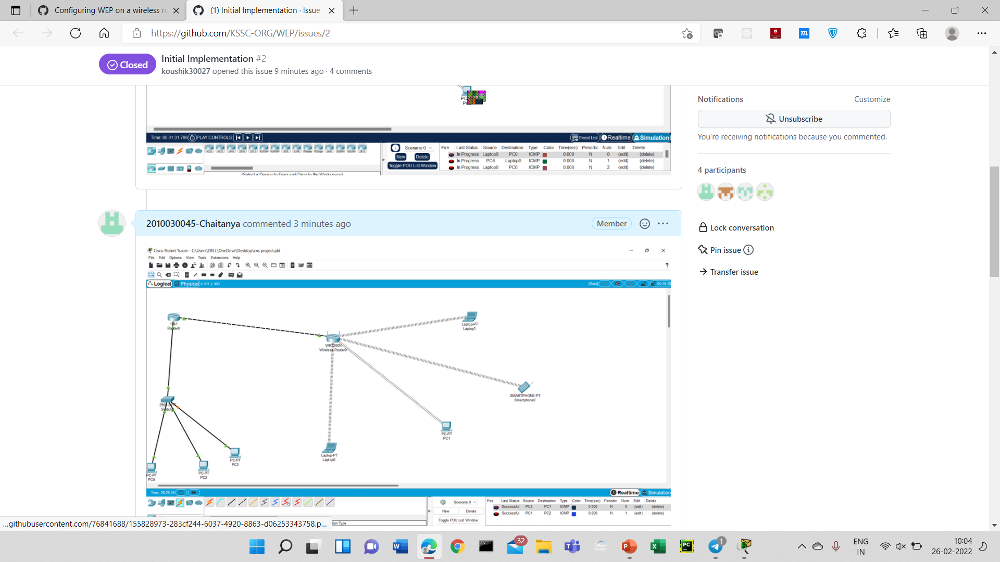 Configuring WEP on a wireless ro
(1) Initial Implementation · Issue
https://github.com/KSSC-ORG/WEP/issues/2
Closed
Initial Implementation #2
koushik30027 opened this issue 9 minutes ago · 4 comments
Time: 00:01:31.786 PLAY CONTROLS:
Event List Realtime Simulation
Scenario 0
New Delete
Toggle PDU List Window
Fire Last Status Source Destination Type Color Time(sec) Periodic Num Edit Delete
In Progress Laptop0 PC0 ICMP 0.000 N 0 (edit) (delete)
In Progress PC6 Laptop0 ICMP 0.000 N 1 (edit) (delete)
In Progress Laptop0 PC0 ICMP 0.000 N 2 (edit) (delete)
(Select a Device to Drag and Drop to the Workspace)
Notifications Customize
Unsubscribe
You’re receiving notifications because you commented.
4 participants
Lock conversation
Pin issue
Transfer issue
2010030045-Chaitanya commented 3 minutes ago
Member
Cisco Packet Tracer - C:\Users\DELL\OneDrive\Desktop\cns project.pkt
File Edit Options View Tools Extensions Help
Logical Physical x: 511, y: 483
[Root]
1941
Router0
WRT300N
Wireless Router0
Laptop-PT
Laptop1
SMARTPHONE-PT
Smartphone0
PC-PT
PC1
Laptop-PT
Laptop0
PC-PT
PC3
PC-PT
PC2
PC-PT
PC0
Time: 00:20:35
Realtime Simulation
Scenario 0
New Delete
Toggle PDU List Window
Fire Last Status Source Destination Type Color Time(sec) Periodic Num Edit Delete
Successful PC2 PC1 ICMP 0.000 N 0 (edit) (delete)
Successful PC1 PC2 ICMP 0.000 N 1 (edit) (delete)
...githubusercontent.com/76841688/155828973-283cf244-6037-4920-8863-d06253343758.p...
32
1
ENG
IN
10:04
26-02-2022